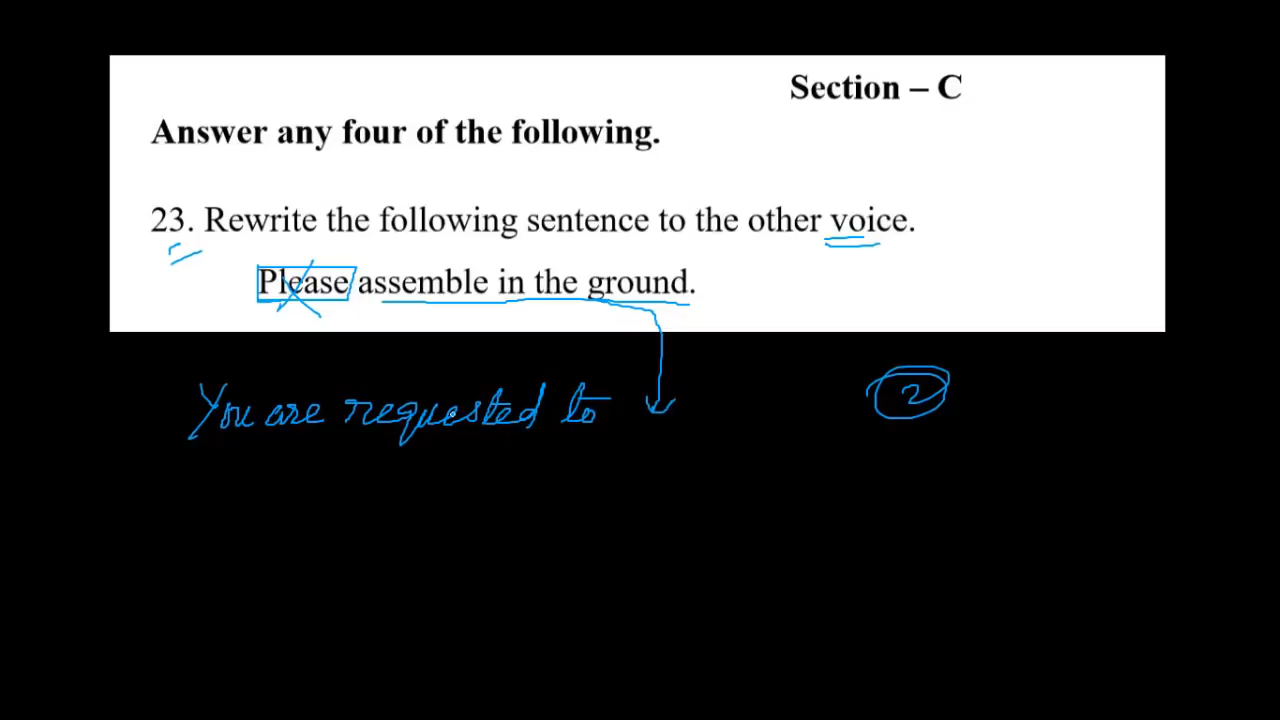 Section – C
Answer any four of the following.
23. Rewrite the following sentence to the other voice.
Please assemble in the ground.
You are requested to
2